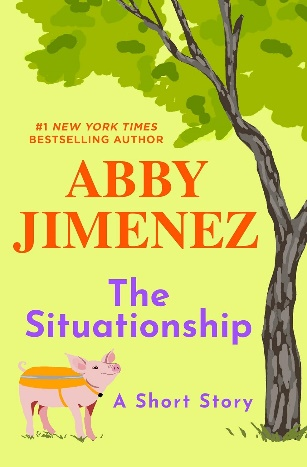 #1 NEW YORK TIMES
BESTSELLING AUTHOR
ABBY
JIMENEZ
The
Situationship
A Short Story